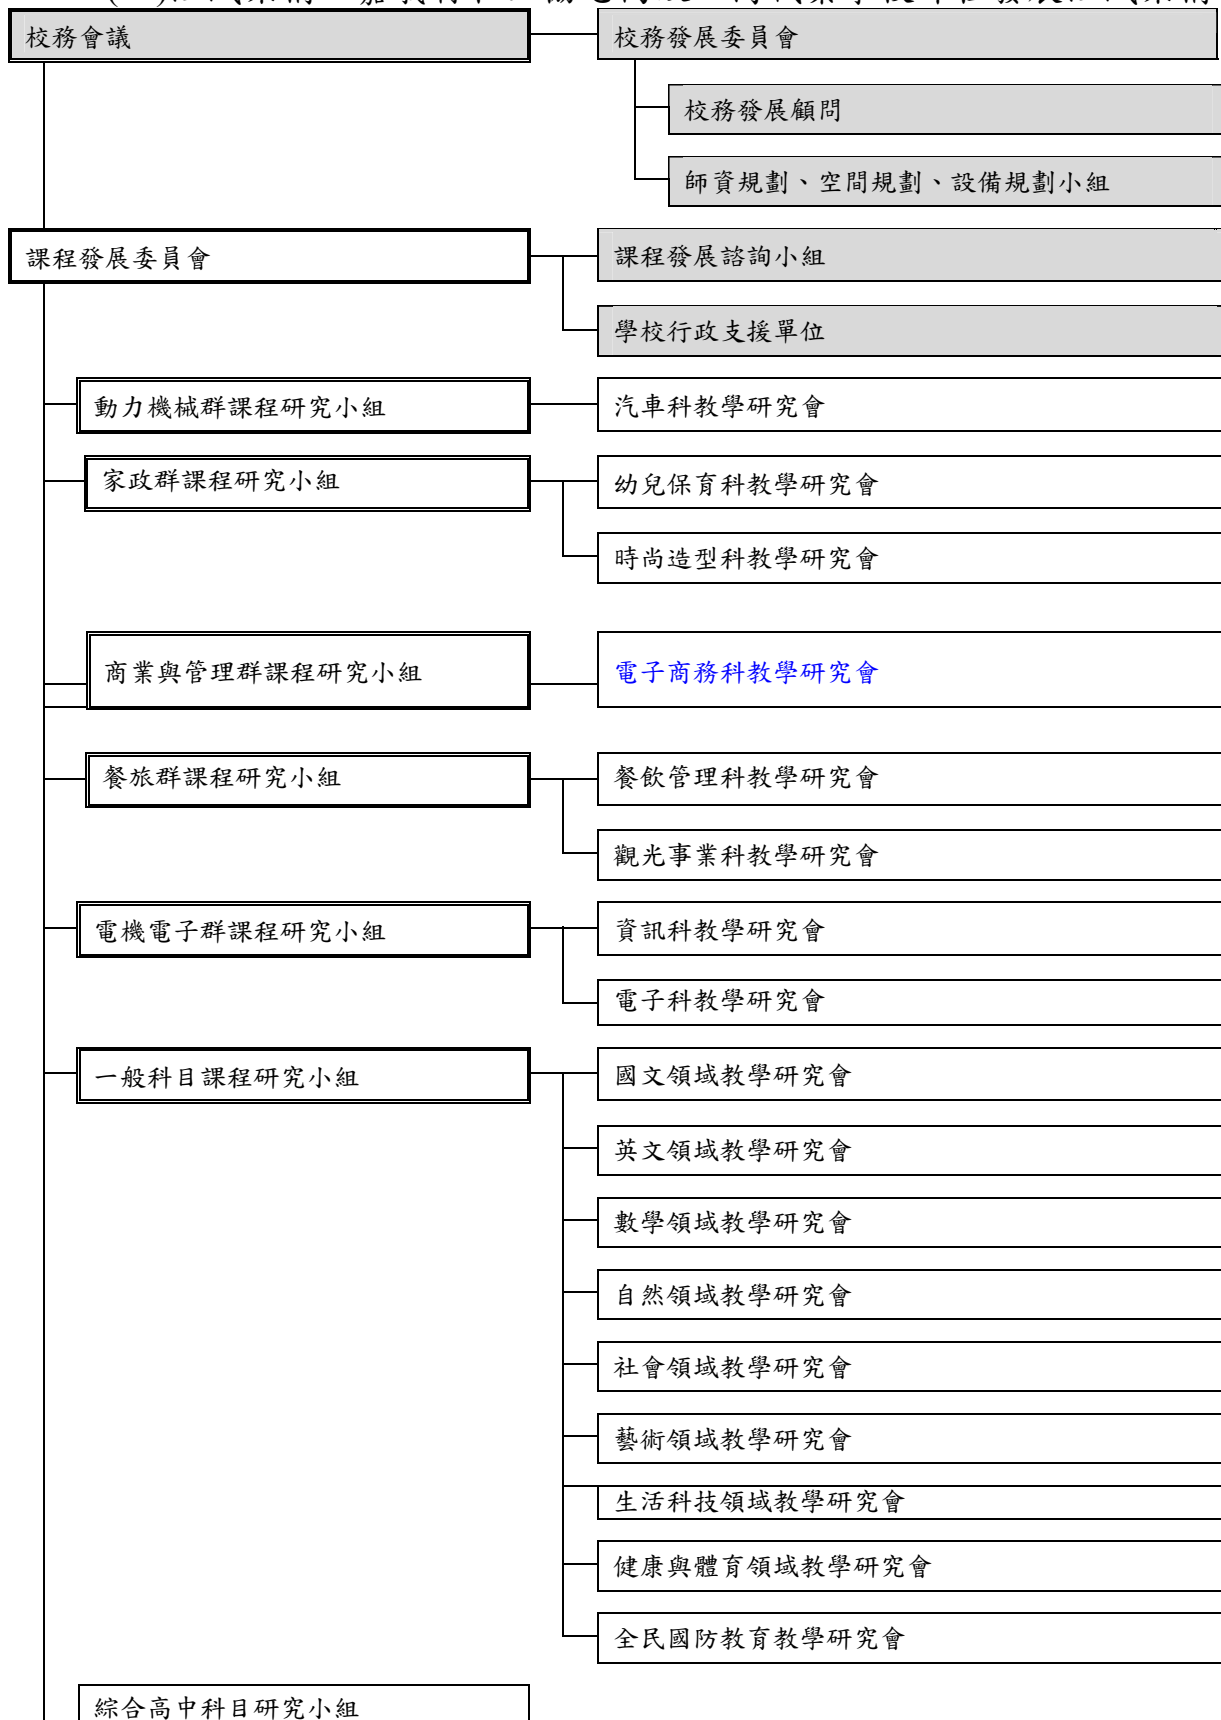 校務會議
校務發展委員會
校務發展顧問
師資規劃、空間規劃、設備規劃小組
課程發展委員會
課程發展諮詢小組
學校行政支援單位
動力機械群課程研究小組
汽車科教學研究會
家政群課程研究小組
幼兒保育科教學研究會
時尚造型科教學研究會
商業與管理群課程研究小組
電子商務科教學研究會
餐旅群課程研究小組
餐飲管理科教學研究會
觀光事業科教學研究會
電機電子群課程研究小組
資訊科教學研究會
電子科教學研究會
一般科目課程研究小組
國文領域教學研究會
英文領域教學研究會
數學領域教學研究會
自然領域教學研究會
社會領域教學研究會
藝術領域教學研究會
生活科技領域教學研究會
健康與體育領域教學研究會
全民國防教育教學研究會
綜合高中科目研究小組